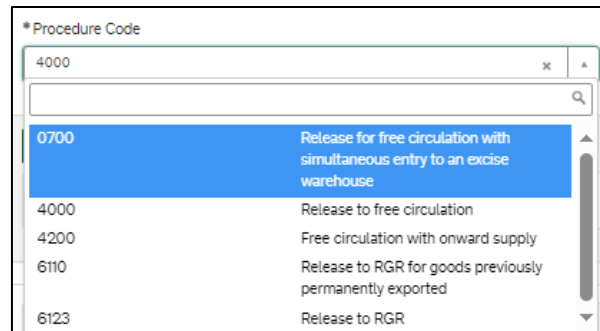 *Procedure Code
4000
0700 Release for free circulation with
simultaneous entry to an excise
warehouse
4000 Release to free circulation
4200 Free circulation with onward supply
6110 Release to RGR for goods previously
permanently exported
6123 Release to RGR